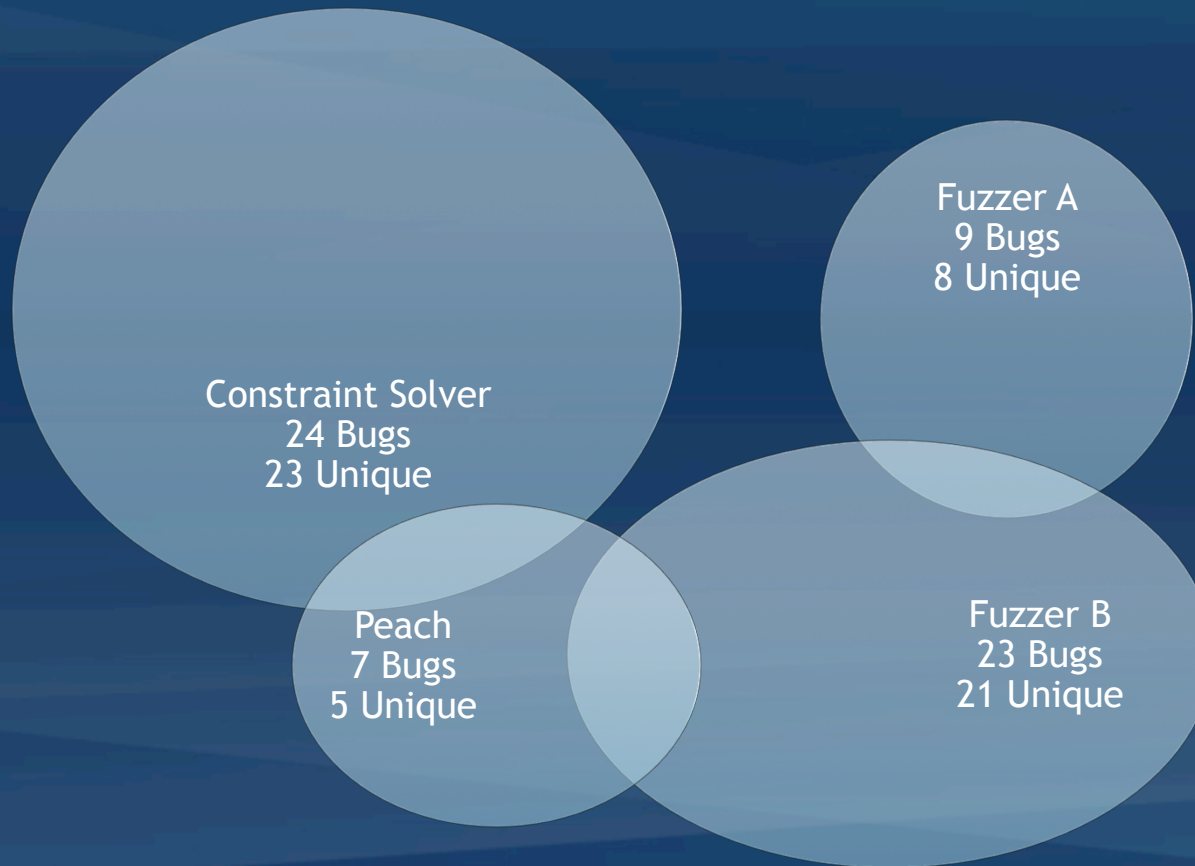 Fuzzer A
9 Bugs
8 Unique
Constraint Solver
24 Bugs
23 Unique
Peach
7 Bugs
5 Unique
Fuzzer B
23 Bugs
21 Unique